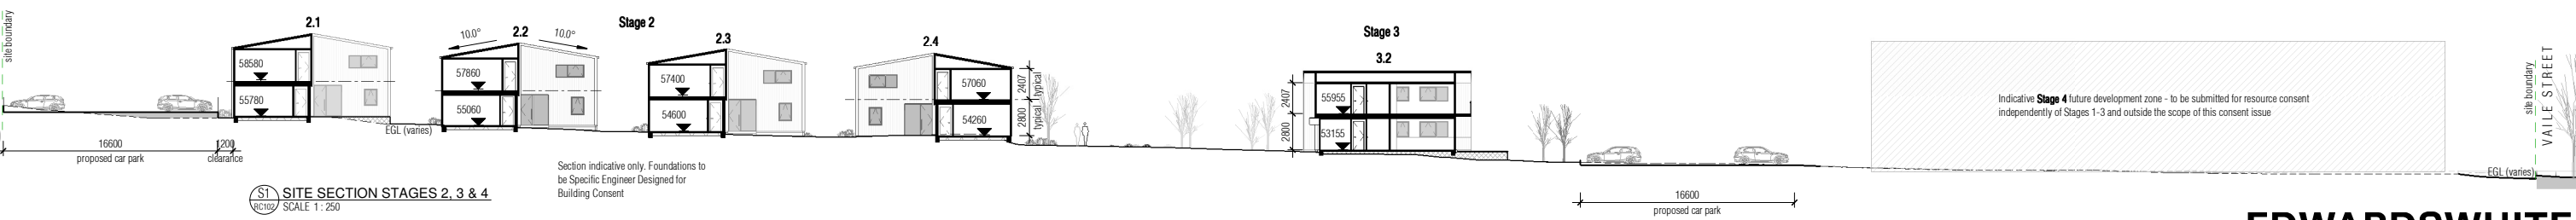 site boundary
2.1
58580
55780
16600
proposed car park
1200
clearance
EGL (varies)
10.0°
2.2
10.0°
57860
55060
Stage 2
2.3
57400
54600
2.4
57060
54260
2407
typical
2800
typical
Section indicative only. Foundations to
be Specific Engineer Designed for
Building Consent
S1
RC102
SITE SECTION STAGES 2, 3 & 4
SCALE 1 : 250
Stage 3
3.2
2407
2800
55955
53155
16600
proposed car park
Indicative Stage 4 future development zone - to be submitted for resource consent
independently of Stages 1-3 and outside the scope of this consent issue
EGL (varies)
site boundary
VAILE STREET